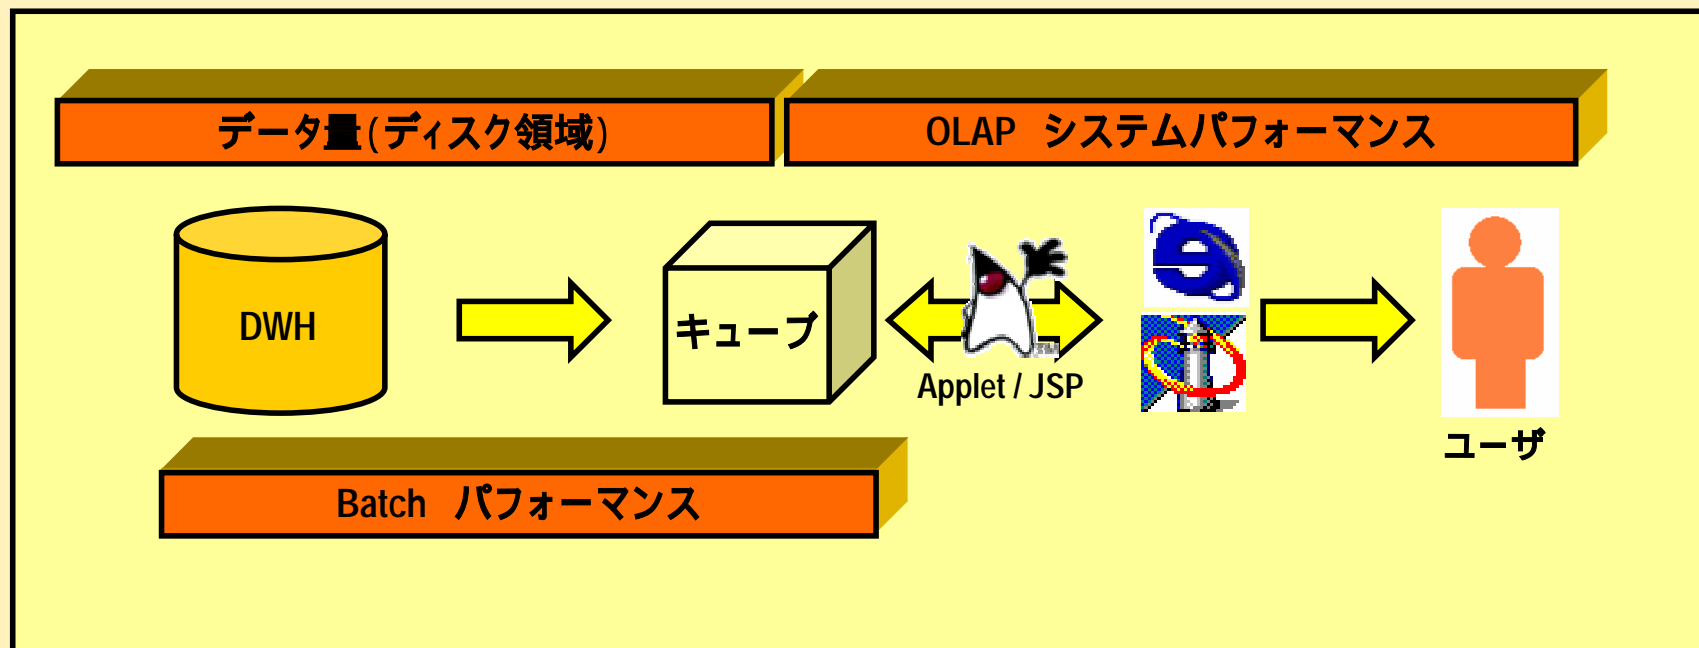 データ量(ディスク領域)
OLAP システムパフォーマンス
DWH
キューブ
Applet / JSP
ユーザ
Batch パフォーマンス